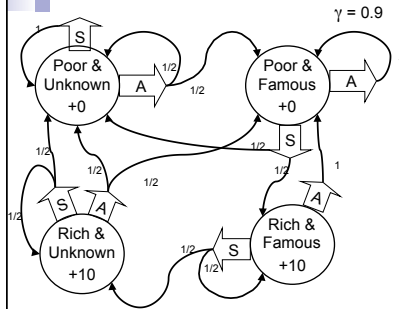 γ = 0.9
1
S
Poor &
Unknown
+0
A
1/2
1/2
Poor &
Famous
+0
A
S
1/2
1/2
1/2
1/2
1/2
1
1/2
S
A
Rich &
Unknown
+10
1/2
1/2
S
A
Rich &
Famous
+10